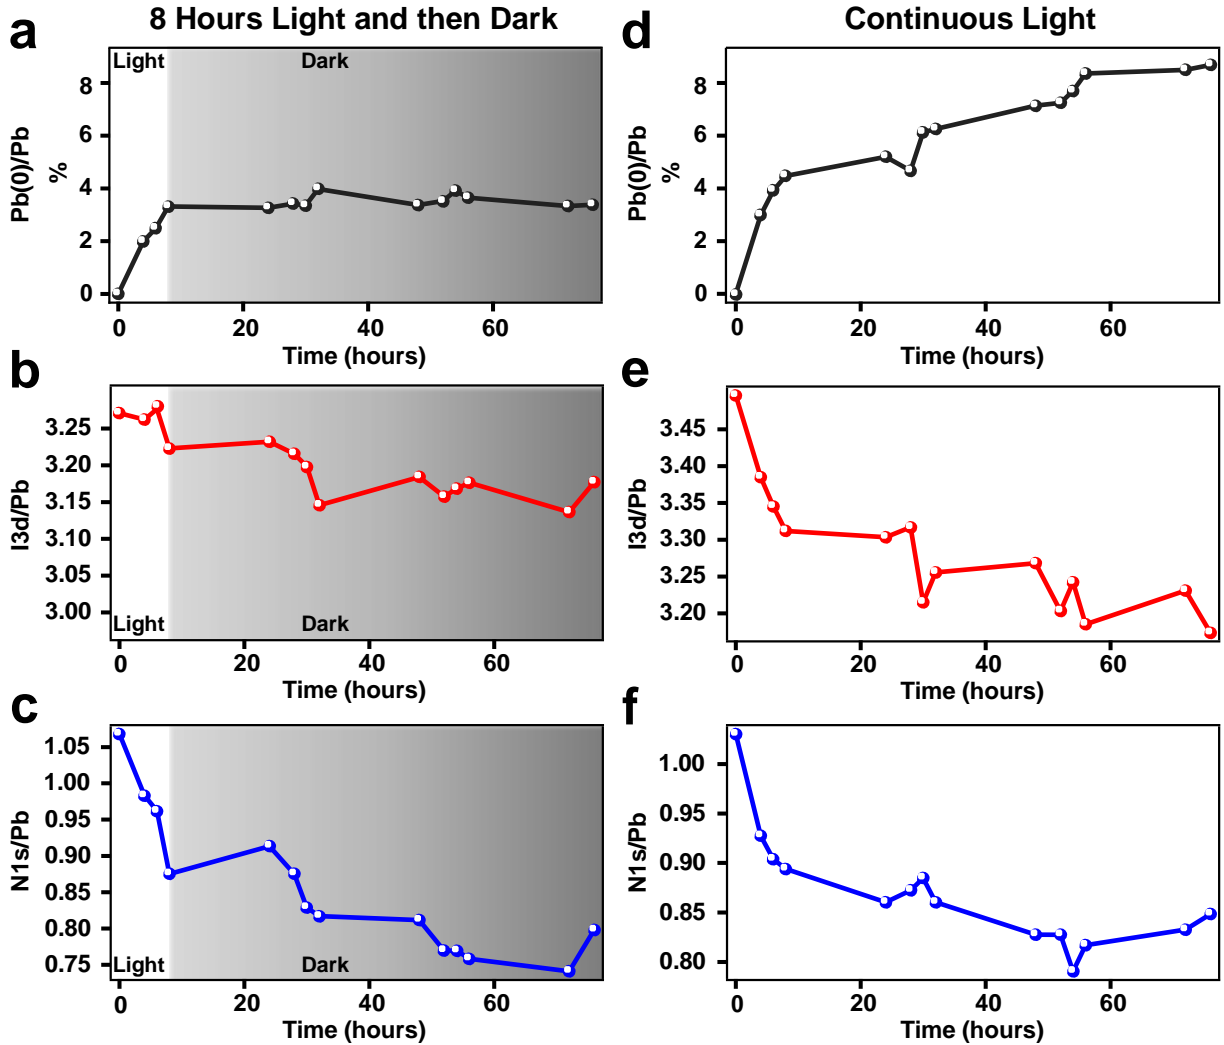 8 Hours Light and then Dark
a
Light
Dark
8
6
4
2
0
Pb(0)/Pb
%
0
20
40
60
Time (hours)
b
3.25
3.20
3.15
3.10
3.05
3.00
I3d/Pb
Light
Dark
0
20
40
60
Time (hours)
c
1.05
1.00
0.95
0.90
0.85
0.80
0.75
N1s/Pb
Light
Dark
0
20
40
60
Time (hours)
Continuous Light
d
8
6
4
2
0
Pb(0)/Pb
%
0
20
40
60
Time (hours)
e
3.45
3.40
3.35
3.30
3.25
3.20
I3d/Pb
0
20
40
60
Time (hours)
f
1.00
0.95
0.90
0.85
0.80
N1s/Pb
0
20
40
60
Time (hours)